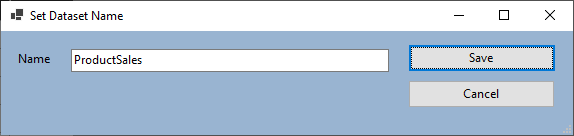 Set Dataset Name
Name
ProductSales
Save
Cancel